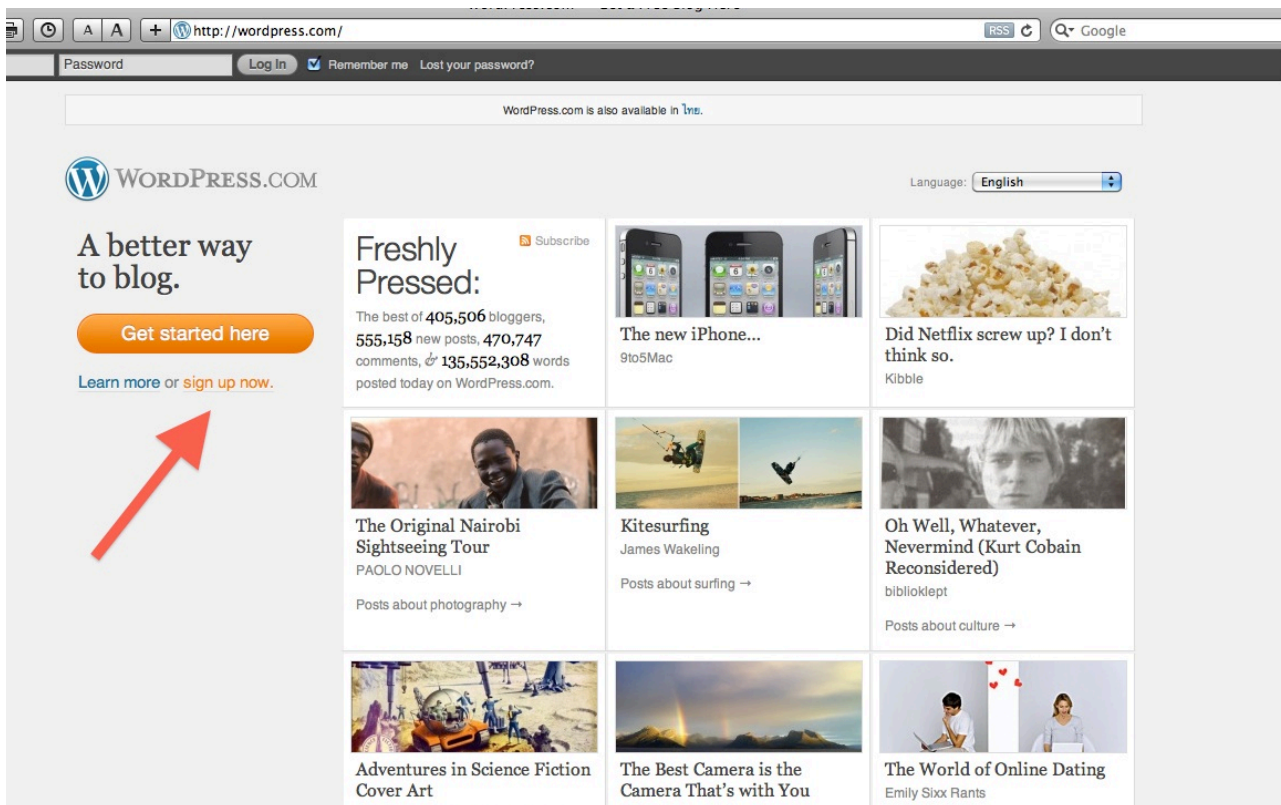 WordPress.com — Get a Free Blog Here
A A + http://wordpress.com/ RSS Google
Password Log In Remember me Lost your password?
WordPress.com is also available in ไทย.
WORDPRESS.COM
Language: English
A better way
to blog.
Get started here
Learn more or sign up now.
Freshly
Pressed:
Subscribe
The best of 405,506 bloggers,
555,158 new posts, 470,747
comments, & 135,552,308 words
posted today on WordPress.com.
The new iPhone...
9to5Mac
Did Netflix screw up? I don't
think so.
Kibble
The Original Nairobi
Sightseeing Tour
PAOLO NOVELLI
Posts about photography →
Kitesurfing
James Wakeling
Posts about surfing →
Oh Well, Whatever,
Nevermind (Kurt Cobain
Reconsidered)
biblioklept
Posts about culture →
Adventures in Science Fiction
Cover Art
The Best Camera is the
Camera That's with You
The World of Online Dating
Emily Sixx Rants